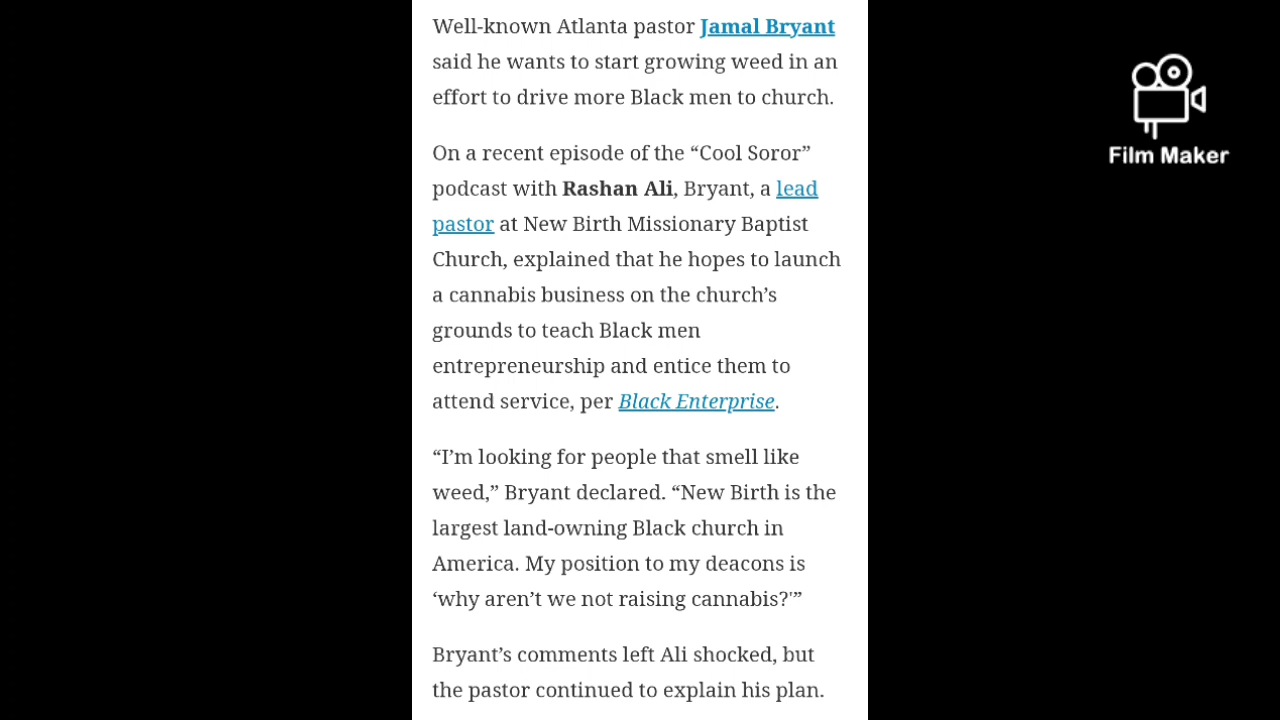 Well-known Atlanta pastor Jamal Bryant
said he wants to start growing weed in an
effort to drive more Black men to church.
On a recent episode of the “Cool Soror”
podcast with Rashan Ali, Bryant, a lead
pastor at New Birth Missionary Baptist
Church, explained that he hopes to launch
a cannabis business on the church’s
grounds to teach Black men
entrepreneurship and entice them to
attend service, per Black Enterprise.
“I’m looking for people that smell like
weed,” Bryant declared. “New Birth is the
largest land-owning Black church in
America. My position to my deacons is
‘why aren’t we not raising cannabis?'”
Bryant’s comments left Ali shocked, but
the pastor continued to explain his plan.
Film Maker